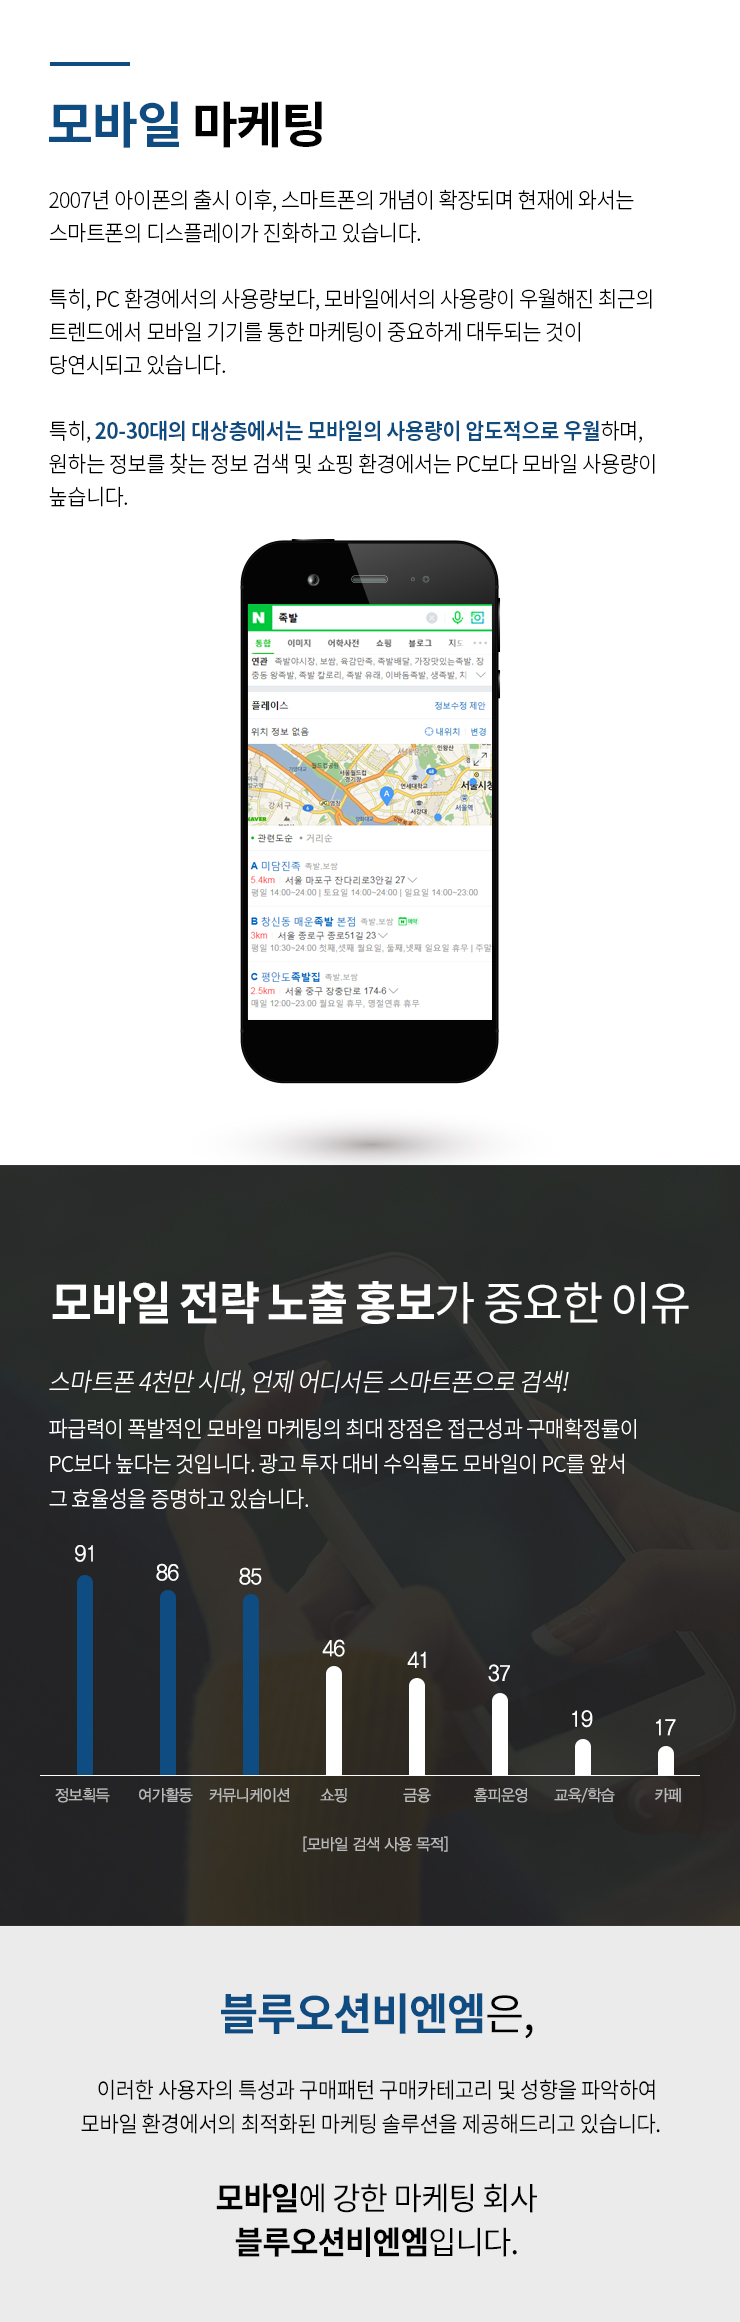 모바일 마케팅
2007년 아이폰의 출시 이후, 스마트폰의 개념이 확장되며 현재에 와서는
스마트폰의 디스플레이가 진화하고 있습니다.
특히, PC 환경에서의 사용량보다, 모바일에서의 사용량이 우월해진 최근의
트렌드에서 모바일 기기를 통한 마케팅이 중요하게 대두되는 것이
당연시되고 있습니다.
특히, 20-30대의 대상층에서는 모바일의 사용량이 압도적으로 우월하며,
원하는 정보를 찾는 정보 검색 및 쇼핑 환경에서는 PC보다 모바일 사용량이
높습니다.
N 족발
통합 이미지 어학사전 쇼핑 블로그 지도
연관 족발야시장, 보쌈, 육감만족, 족발배달, 가장맛있는족발, 장
충동 왕족발, 족발 칼로리, 족발 유래, 이바돔족발, 생족발, 치
플레이스 정보수정 제안
위치 정보 없음 내위치 변경
월드컵공원
서울월드컵
경기장
연세대학교
서울시청
강서구
서강대
서울역
NAVER
• 관련도순 • 거리순
A 미담진족 족발,보쌈
5.4km 서울 마포구 잔다리로3안길 27
평일 14:00~24:00 | 토요일 14:00~24:00 | 일요일 14:00~23:00
B 창신동 매운족발 본점 족발,보쌈 N예약
3km 서울 종로구 종로51길 23
평일 10:30~24:00 첫째,셋째 월요일, 둘째,넷째 일요일 휴무 | 주말
C 평안도족발집 족발,보쌈
2.5km 서울 중구 장충단로 174-6
매일 12:00~23:00 월요일 휴무, 명절연휴 휴무
모바일 전략 노출 홍보가 중요한 이유
스마트폰 4천만 시대, 언제 어디서든 스마트폰으로 검색!
파급력이 폭발적인 모바일 마케팅의 최대 장점은 접근성과 구매확정률이
PC보다 높다는 것입니다. 광고 투자 대비 수익률도 모바일이 PC를 앞서
그 효율성을 증명하고 있습니다.
91 86 85 46 41 37 19 17
정보획득 여가활동 커뮤니케이션 쇼핑 금융 홈피운영 교육/학습 카페
[모바일 검색 사용 목적]
블루오션비엔엠은,
이러한 사용자의 특성과 구매패턴 구매카테고리 및 성향을 파악하여
모바일 환경에서의 최적화된 마케팅 솔루션을 제공해드리고 있습니다.
모바일에 강한 마케팅 회사
블루오션비엔엠입니다.